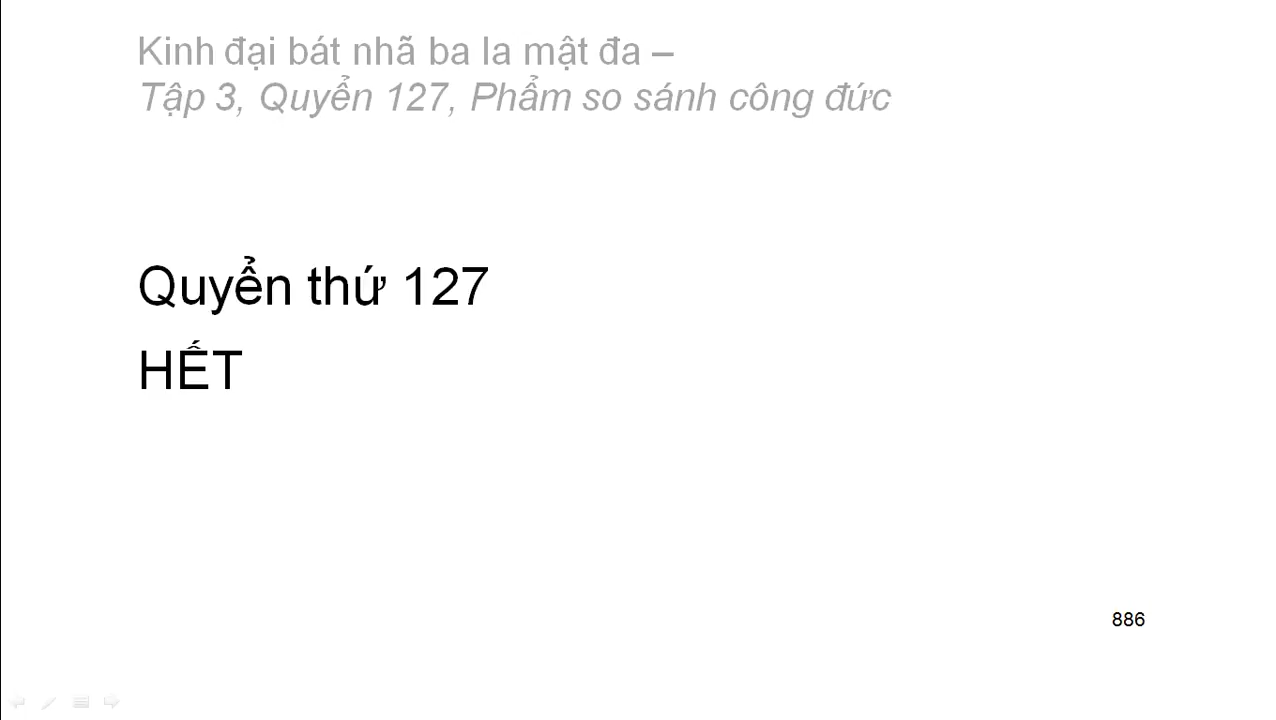 Kinh đại bát nhã ba la mật đa –
Tập 3, Quyển 127, Phẩm so sánh công đức
Quyển thứ 127
HẾT
886